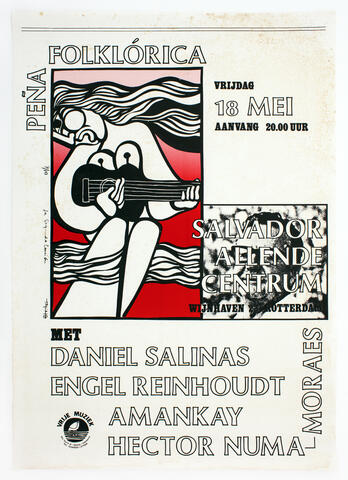 PEÑA
FOLKLÓRICA
VRIJDAG
18 MEI
AANVANG 20.00 UUR
SALVADOR
ALLENDE
CENTRUM
WIJNHAVEN ROTTERDAM
MET
DANIEL SALINAS
ENGEL REINHOUDT
AMANKAY
HECTOR NUMA
MORAES
VRIJE MUZIEK